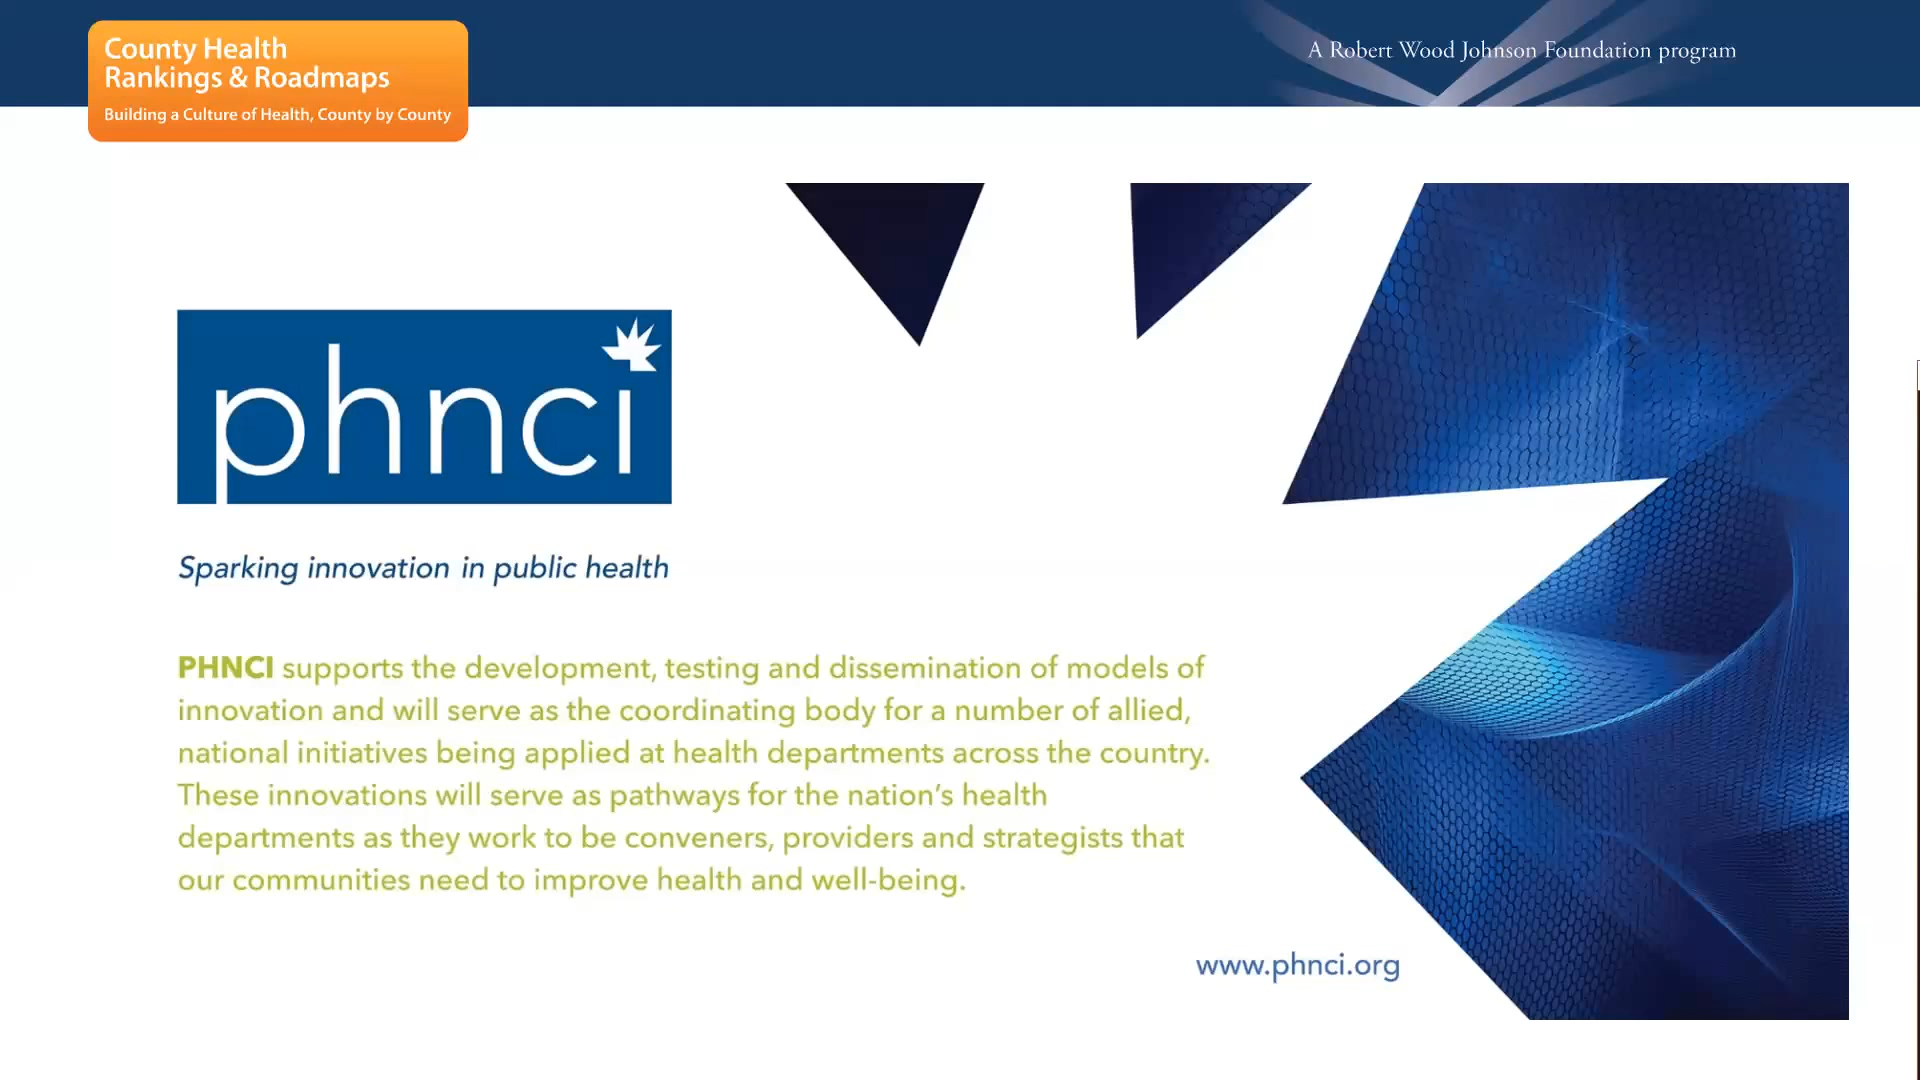 County Health
Rankings & Roadmaps
Building a Culture of Health, County by County
A Robert Wood Johnson Foundation program
phnci
Sparking innovation in public health
PHNCI supports the development, testing and dissemination of models of
innovation and will serve as the coordinating body for a number of allied,
national initiatives being applied at health departments across the country.
These innovations will serve as pathways for the nation’s health
departments as they work to be conveners, providers and strategists that
our communities need to improve health and well-being.
www.phnci.org